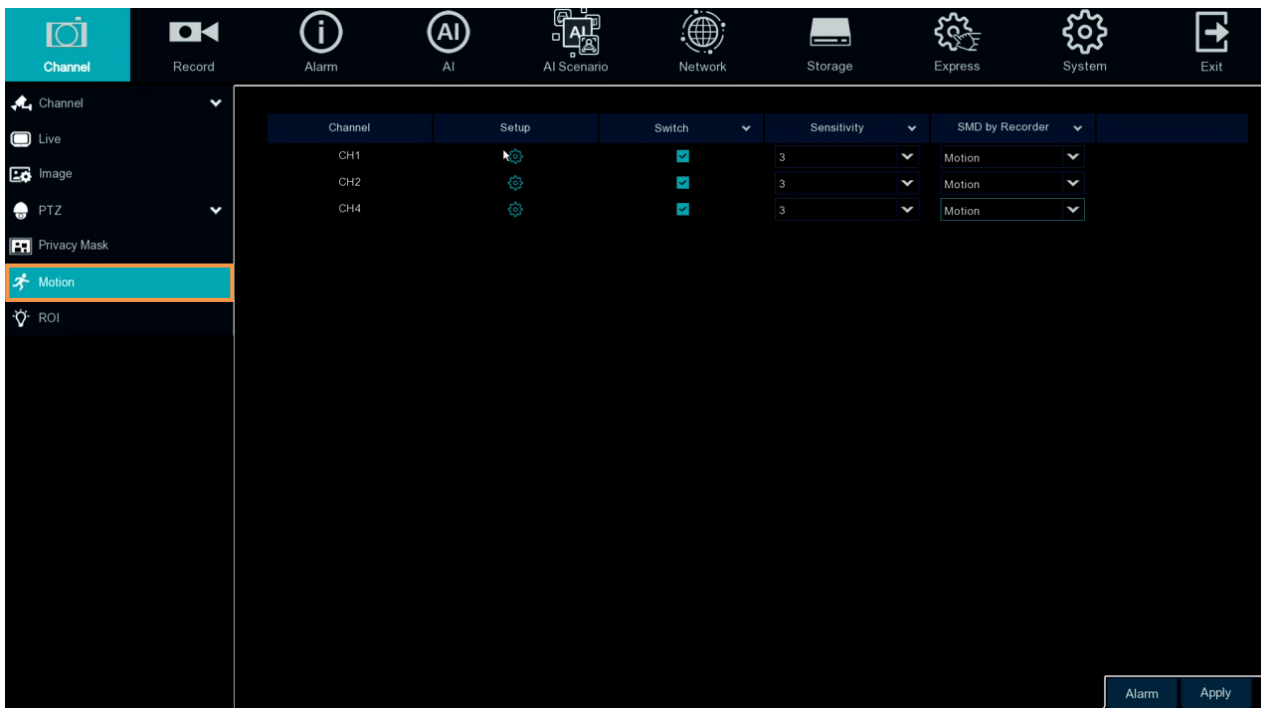 Channel Record Alarm AI AI Scenario Network Storage Express System Exit
Channel
Live
Image
PTZ
Privacy Mask
Motion
ROI
Channel Setup Switch Sensitivity SMD by Recorder
CH1 3 Motion
CH2 3 Motion
CH4 3 Motion
Alarm Apply